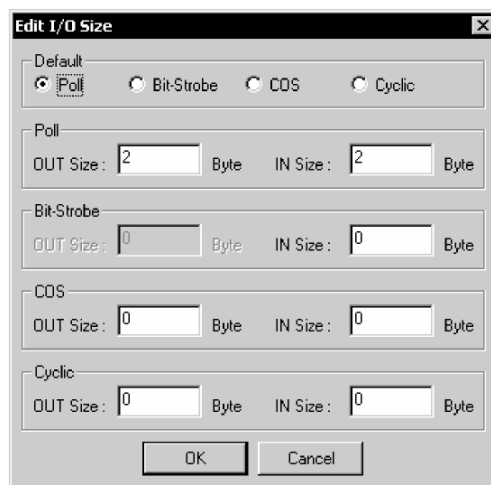 Edit I/O Size
Default
Poll Bit-Strobe COS Cyclic
Poll
OUT Size : 2 Byte IN Size : 2 Byte
Bit-Strobe
OUT Size : 0 Byte IN Size : 0 Byte
COS
OUT Size : 0 Byte IN Size : 0 Byte
Cyclic
OUT Size : 0 Byte IN Size : 0 Byte
OK Cancel